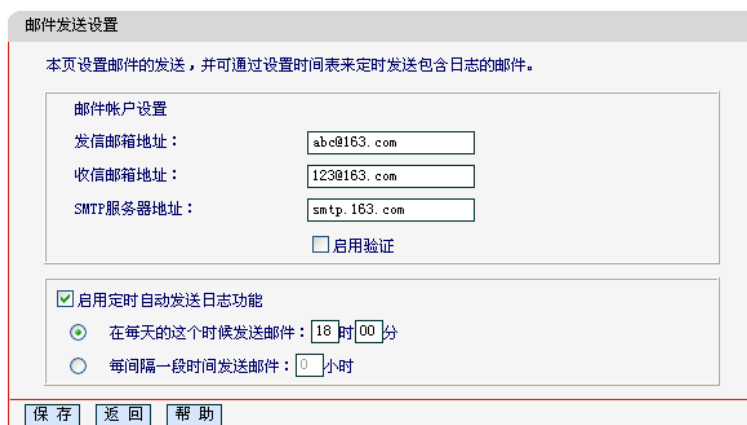 邮件发送设置
本页设置邮件的发送，并可通过设置时间表来定时发送包含日志的邮件。
邮件帐户设置
发信邮箱地址： abc@163.com
收信邮箱地址： 123@163.com
SMTP服务器地址： smtp.163.com
启用验证
启用定时自动发送日志功能
在每天的这个时候发送邮件： 18 时 00 分
每间隔一段时间发送邮件： 0 小时
保存 返回 帮助